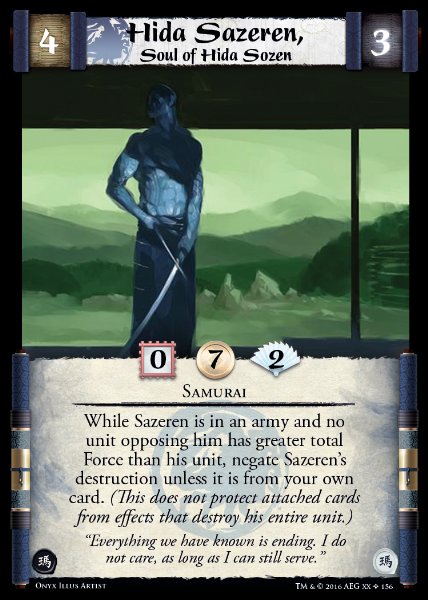 4
Hida Sazeren,
3
Soul of Hida Sozen
0
7
2
Samurai
While Sazeren is in an army and no
unit opposing him has greater total
Force than his unit, negate Sazeren's
destruction unless it is from your own
card. (This does not protect attached cards
from effects that destroy his entire unit.)
"Everything we have known is ending. I do
not care, as long as I can still serve."
瑪
瑪
Onyx Illus Artist
TM & © 2016 AEG XX ❖ 156